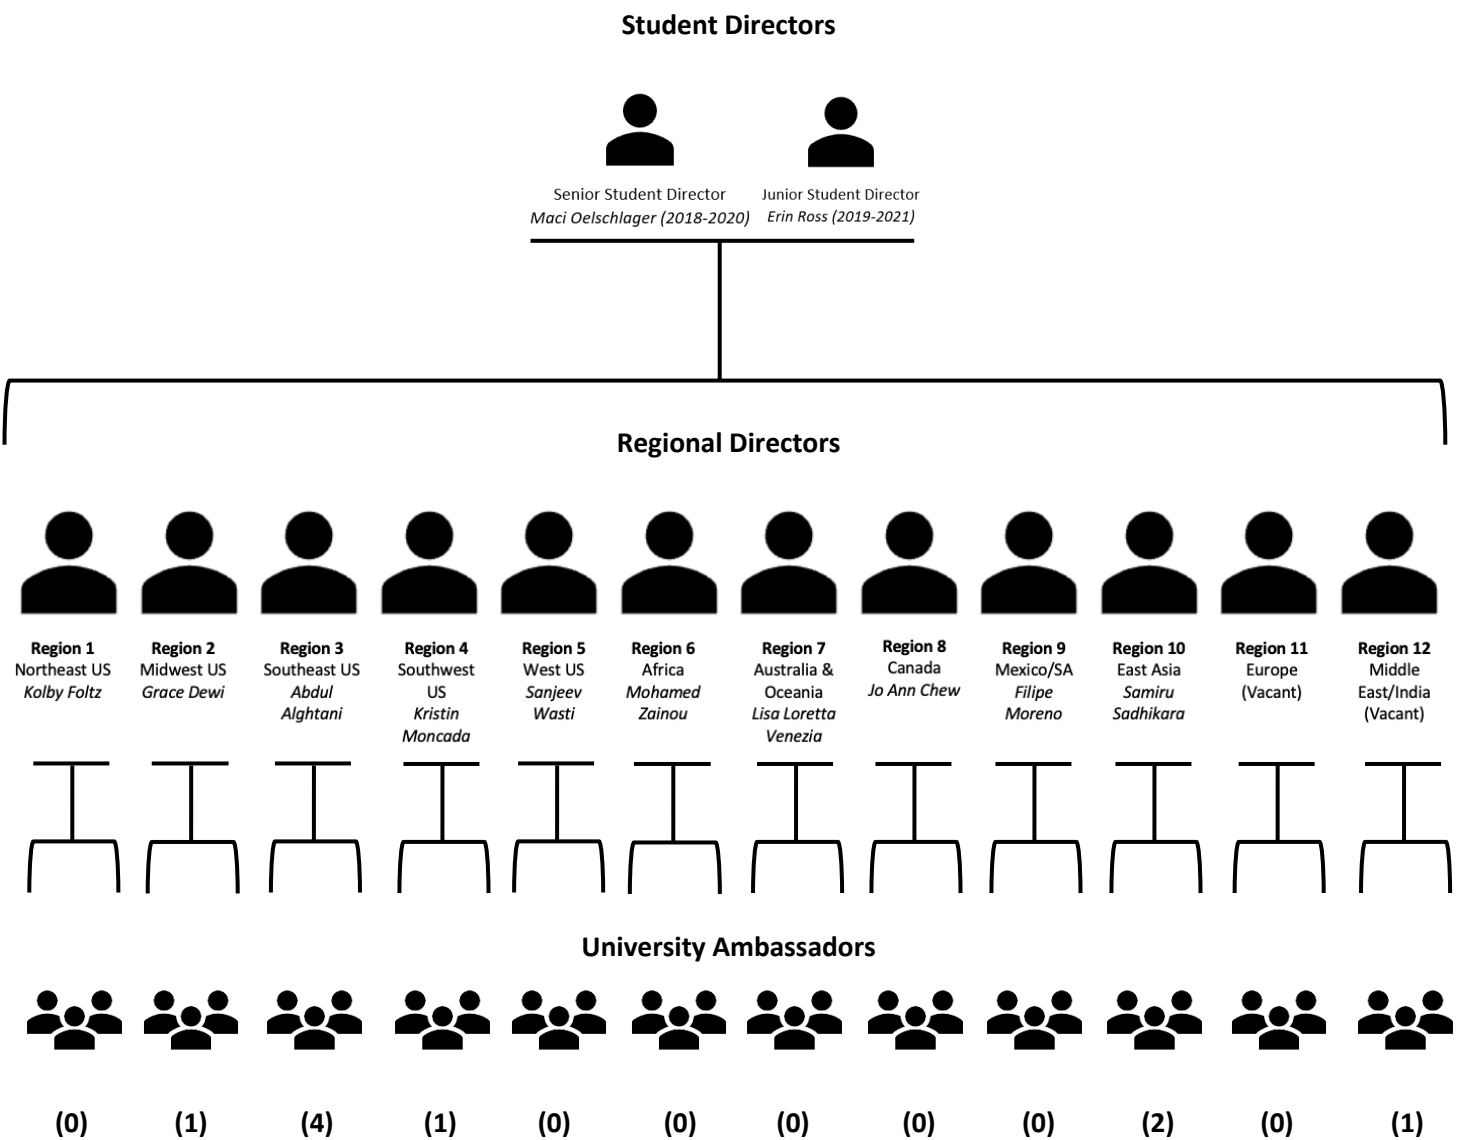 Student Directors
Senior Student Director
Maci Oelschlager (2018-2020)
Junior Student Director
Erin Ross (2019-2021)
Regional Directors
Region 1
Northeast US
Kolby Foltz
Region 2
Midwest US
Grace Dewi
Region 3
Southeast US
Abdul
Alghtani
Region 4
Southwest
US
Kristin
Moncada
Region 5
West US
Sanjeev
Wasti
Region 6
Africa
Mohamed
Zainou
Region 7
Australia &
Oceania
Lisa Loretta
Venezia
Region 8
Canada
Jo Ann Chew
Region 9
Mexico/SA
Filipe
Moreno
Region 10
East Asia
Samiru
Sadhikara
Region 11
Europe
(Vacant)
Region 12
Middle
East/India
(Vacant)
University Ambassadors
(0) (1) (4) (1) (0) (0) (0) (0) (0) (2) (0) (1)